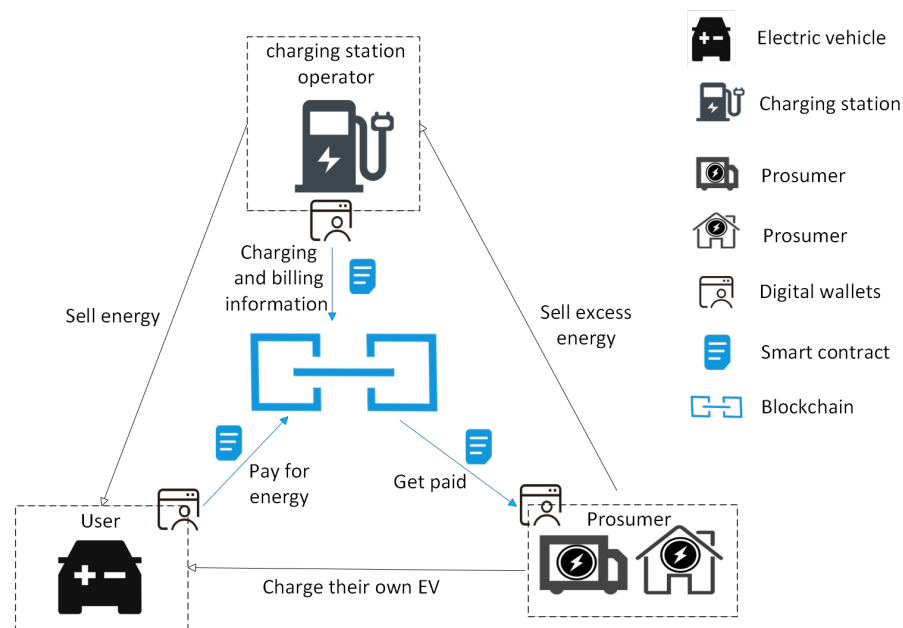 charging station
operator
Electric vehicle
Charging station
Prosumer
Prosumer
Digital wallets
Smart contract
Blockchain
Charging
and billing
information
Sell energy
Sell excess
energy
Pay for
energy
Get paid
User
Prosumer
Charge their own EV